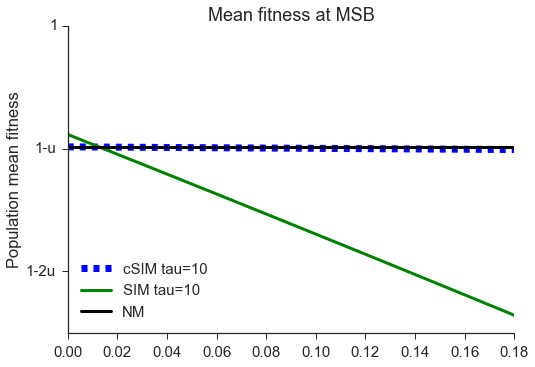 Mean fitness at MSB
1
1-u
1-2u
Population mean fitness
cSIM tau=10
SIM tau=10
NM
0.00 0.02 0.04 0.06 0.08 0.10 0.12 0.14 0.16 0.18